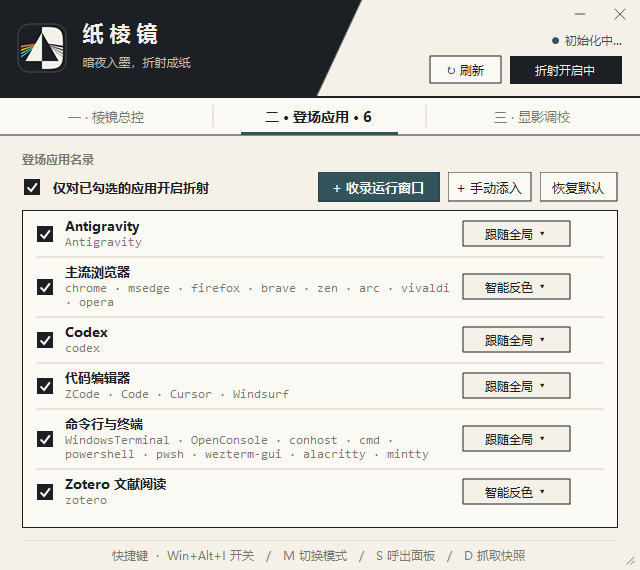 纸棱镜
暗夜入墨，折射成纸
● 初始化中...
↻ 刷新
折射开启中
一 · 棱镜总控
二 • 登场应用 • 6
三 · 显影调校
登场应用名录
仅对已勾选的应用开启折射
+ 收录运行窗口
+ 手动添入
恢复默认
Antigravity
Antigravity
跟随全局 ▾
主流浏览器
chrome · msedge · firefox · brave · zen · arc · vivaldi
· opera
智能反色 ▾
Codex
codex
跟随全局 ▾
代码编辑器
ZCode · Code · Cursor · Windsurf
跟随全局 ▾
命令行与终端
WindowsTerminal · OpenConsole · conhost · cmd ·
powershell · pwsh · wezterm-gui · alacritty · mintty
跟随全局 ▾
Zotero 文献阅读
zotero
智能反色 ▾
快捷键 · Win+Alt+I 开关 / M 切换模式 / S 呼出面板 / D 抓取快照